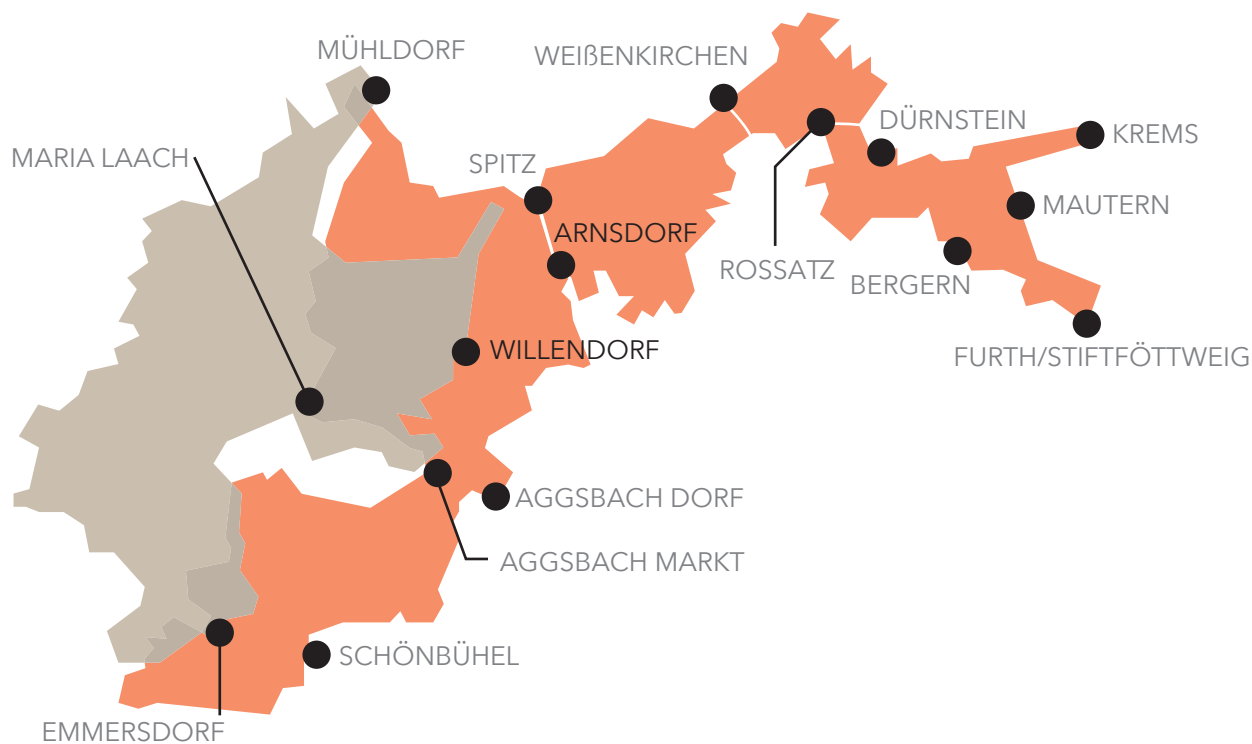 MÜHLDORF
WEIßENKIRCHEN
DÜRNSTEIN
KREMS
MARIA LAACH
SPITZ
MAUTERN
ARNSDORF
ROSSATZ
BERGERN
WILLENDORF
FURTH/STIFTFÖTTWEIG
AGGSBACH DORF
AGGSBACH MARKT
SCHÖNBÜHEL
EMMERSDORF